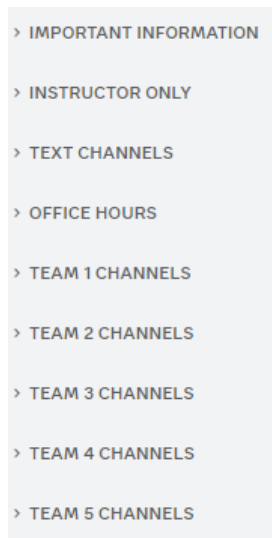 > IMPORTANT INFORMATION
> INSTRUCTOR ONLY
> TEXT CHANNELS
> OFFICE HOURS
> TEAM 1 CHANNELS
> TEAM 2 CHANNELS
> TEAM 3 CHANNELS
> TEAM 4 CHANNELS
> TEAM 5 CHANNELS